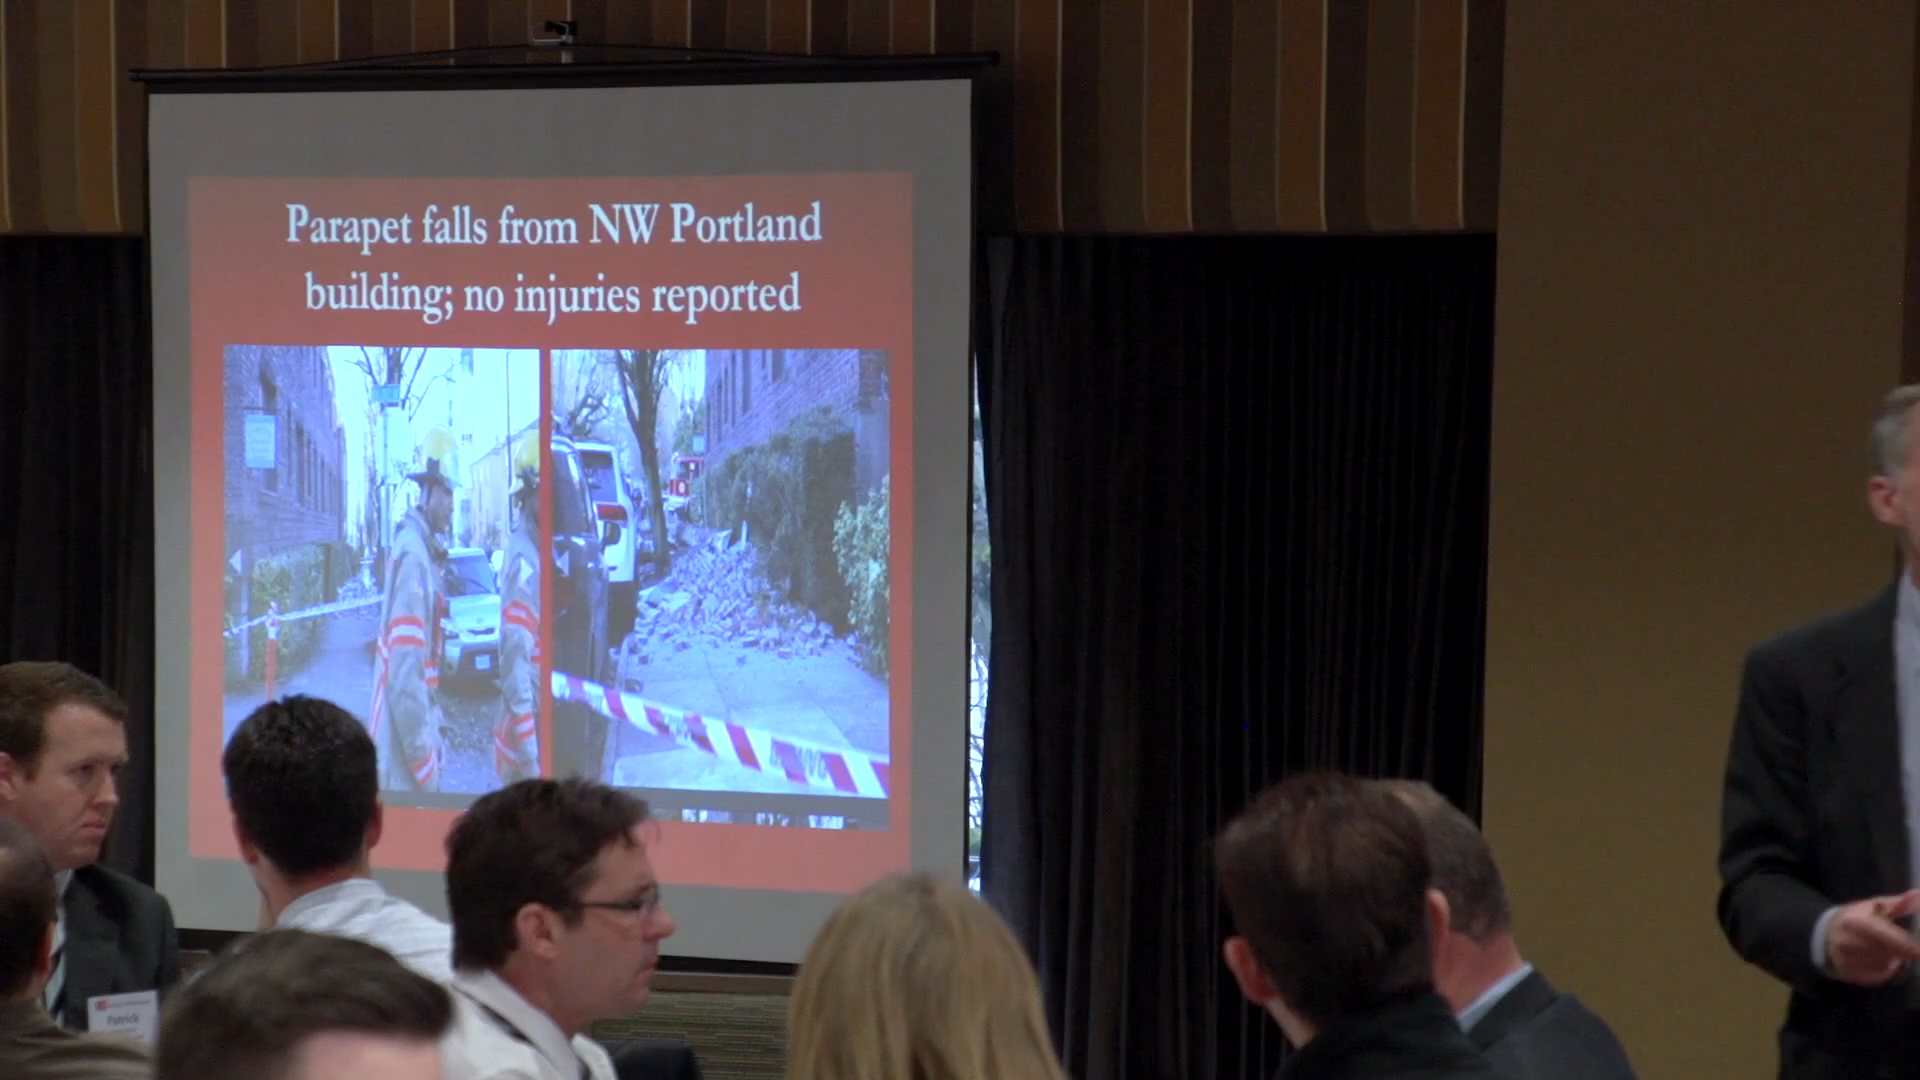 Parapet falls from NW Portland
building; no injuries reported
Patrick